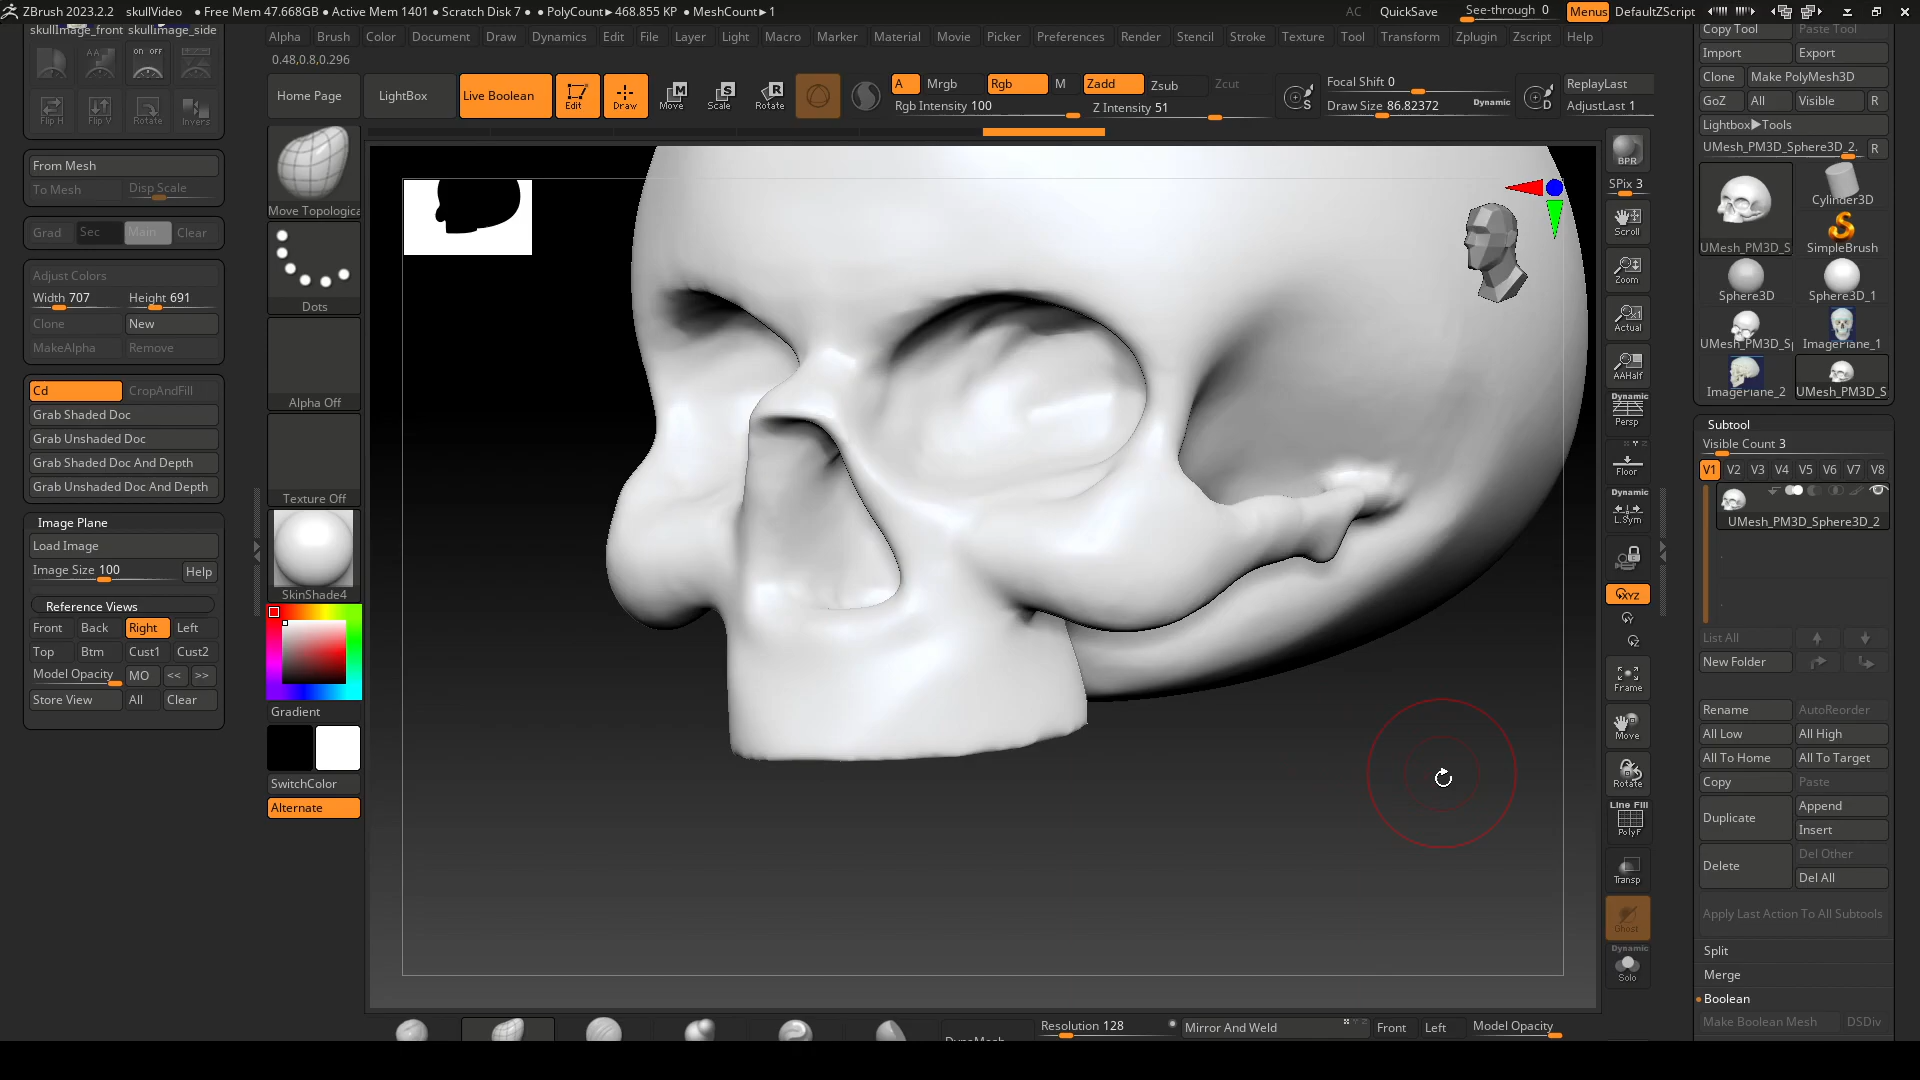 ZBrush 2023.2.2 skullVideo ● Free Mem 47.668GB ● Active Mem 1401 ● Scratch Disk 7 ● ● PolyCount▶ 468.855 KP ● MeshCount▶ 1
AC QuickSave See-through 0 Menus DefaultZScript
Alpha Brush Color Document Draw Dynamics Edit File Layer Light Macro Marker Material Movie Picker Preferences Render Stencil Stroke Texture Tool Transform Zplugin Zscript Help
0.48,0.8,0.296
Home Page LightBox Live Boolean Edit Draw Move Scale Rotate
A Mrgb Rgb M Zadd Zsub Zcut
Rgb Intensity 100 Z Intensity 51
Focal Shift 0
Draw Size 86.82372 Dynamic
ReplayLast
AdjustLast 1
skullImage_front skullImage_side
on off
Flip H Flip V Rotate Invers
From Mesh
To Mesh Disp Scale
Grad Sec Main Clear
Adjust Colors
Width 707 Height 691
Clone New
MakeAlpha Remove
Cd CropAndFill
Grab Shaded Doc
Grab Unshaded Doc
Grab Shaded Doc And Depth
Grab Unshaded Doc And Depth
Image Plane
Load Image
Image Size 100 Help
Reference Views
Front Back Right Left
Top Btm Cust1 Cust2
Model Opacity MO << >>
Store View All Clear
Move Topologica
Dots
Alpha Off
Texture Off
SkinShade4
Gradient
SwitchColor
Alternate
BPR
SPix 3
Scroll
Zoom
Actual
AAHalf
Dynamic
Persp
Floor
Dynamic
L.Sym
XYZ
Frame
Move
Rotate
Line Fill
PolyF
Transp
Ghost
Dynamic
Solo
Copy Tool Paste Tool
Import Export
Clone Make PolyMesh3D
GoZ All Visible R
Lightbox▶Tools
UMesh_PM3D_Sphere3D_2. R
UMesh_PM3D_S Cylinder3D
SimpleBrush
Sphere3D Sphere3D_1
UMesh_PM3D_Sp ImagePlane_1
ImagePlane_2 UMesh_PM3D_S
Subtool
Visible Count 3
V1 V2 V3 V4 V5 V6 V7 V8
UMesh_PM3D_Sphere3D_2
List All
New Folder
Rename AutoReorder
All Low All High
All To Home All To Target
Copy Paste
Duplicate Append
Insert
Delete Del Other
Del All
Apply Last Action To All Subtools
Split
Merge
Boolean
Make Boolean Mesh DSDiv
DynaMesh Resolution 128 Mirror And Weld Front Left Model Opacity